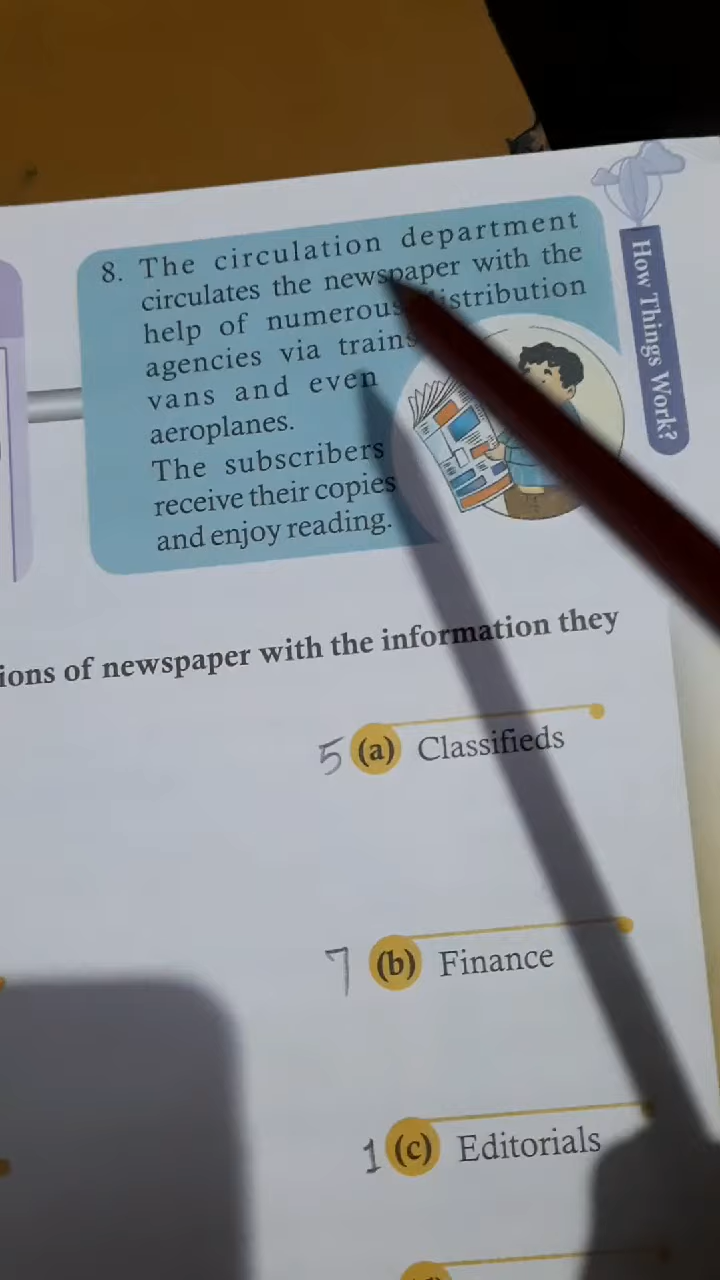 8. The circulation department
circulates the newspaper with the
help of numerous distribution
agencies via trains
vans and even
aeroplanes.
The subscribers
receive their copies
and enjoy reading.
How Things Work?
ions of newspaper with the information they
5 (a) Classifieds
7 (b) Finance
1 (c) Editorials